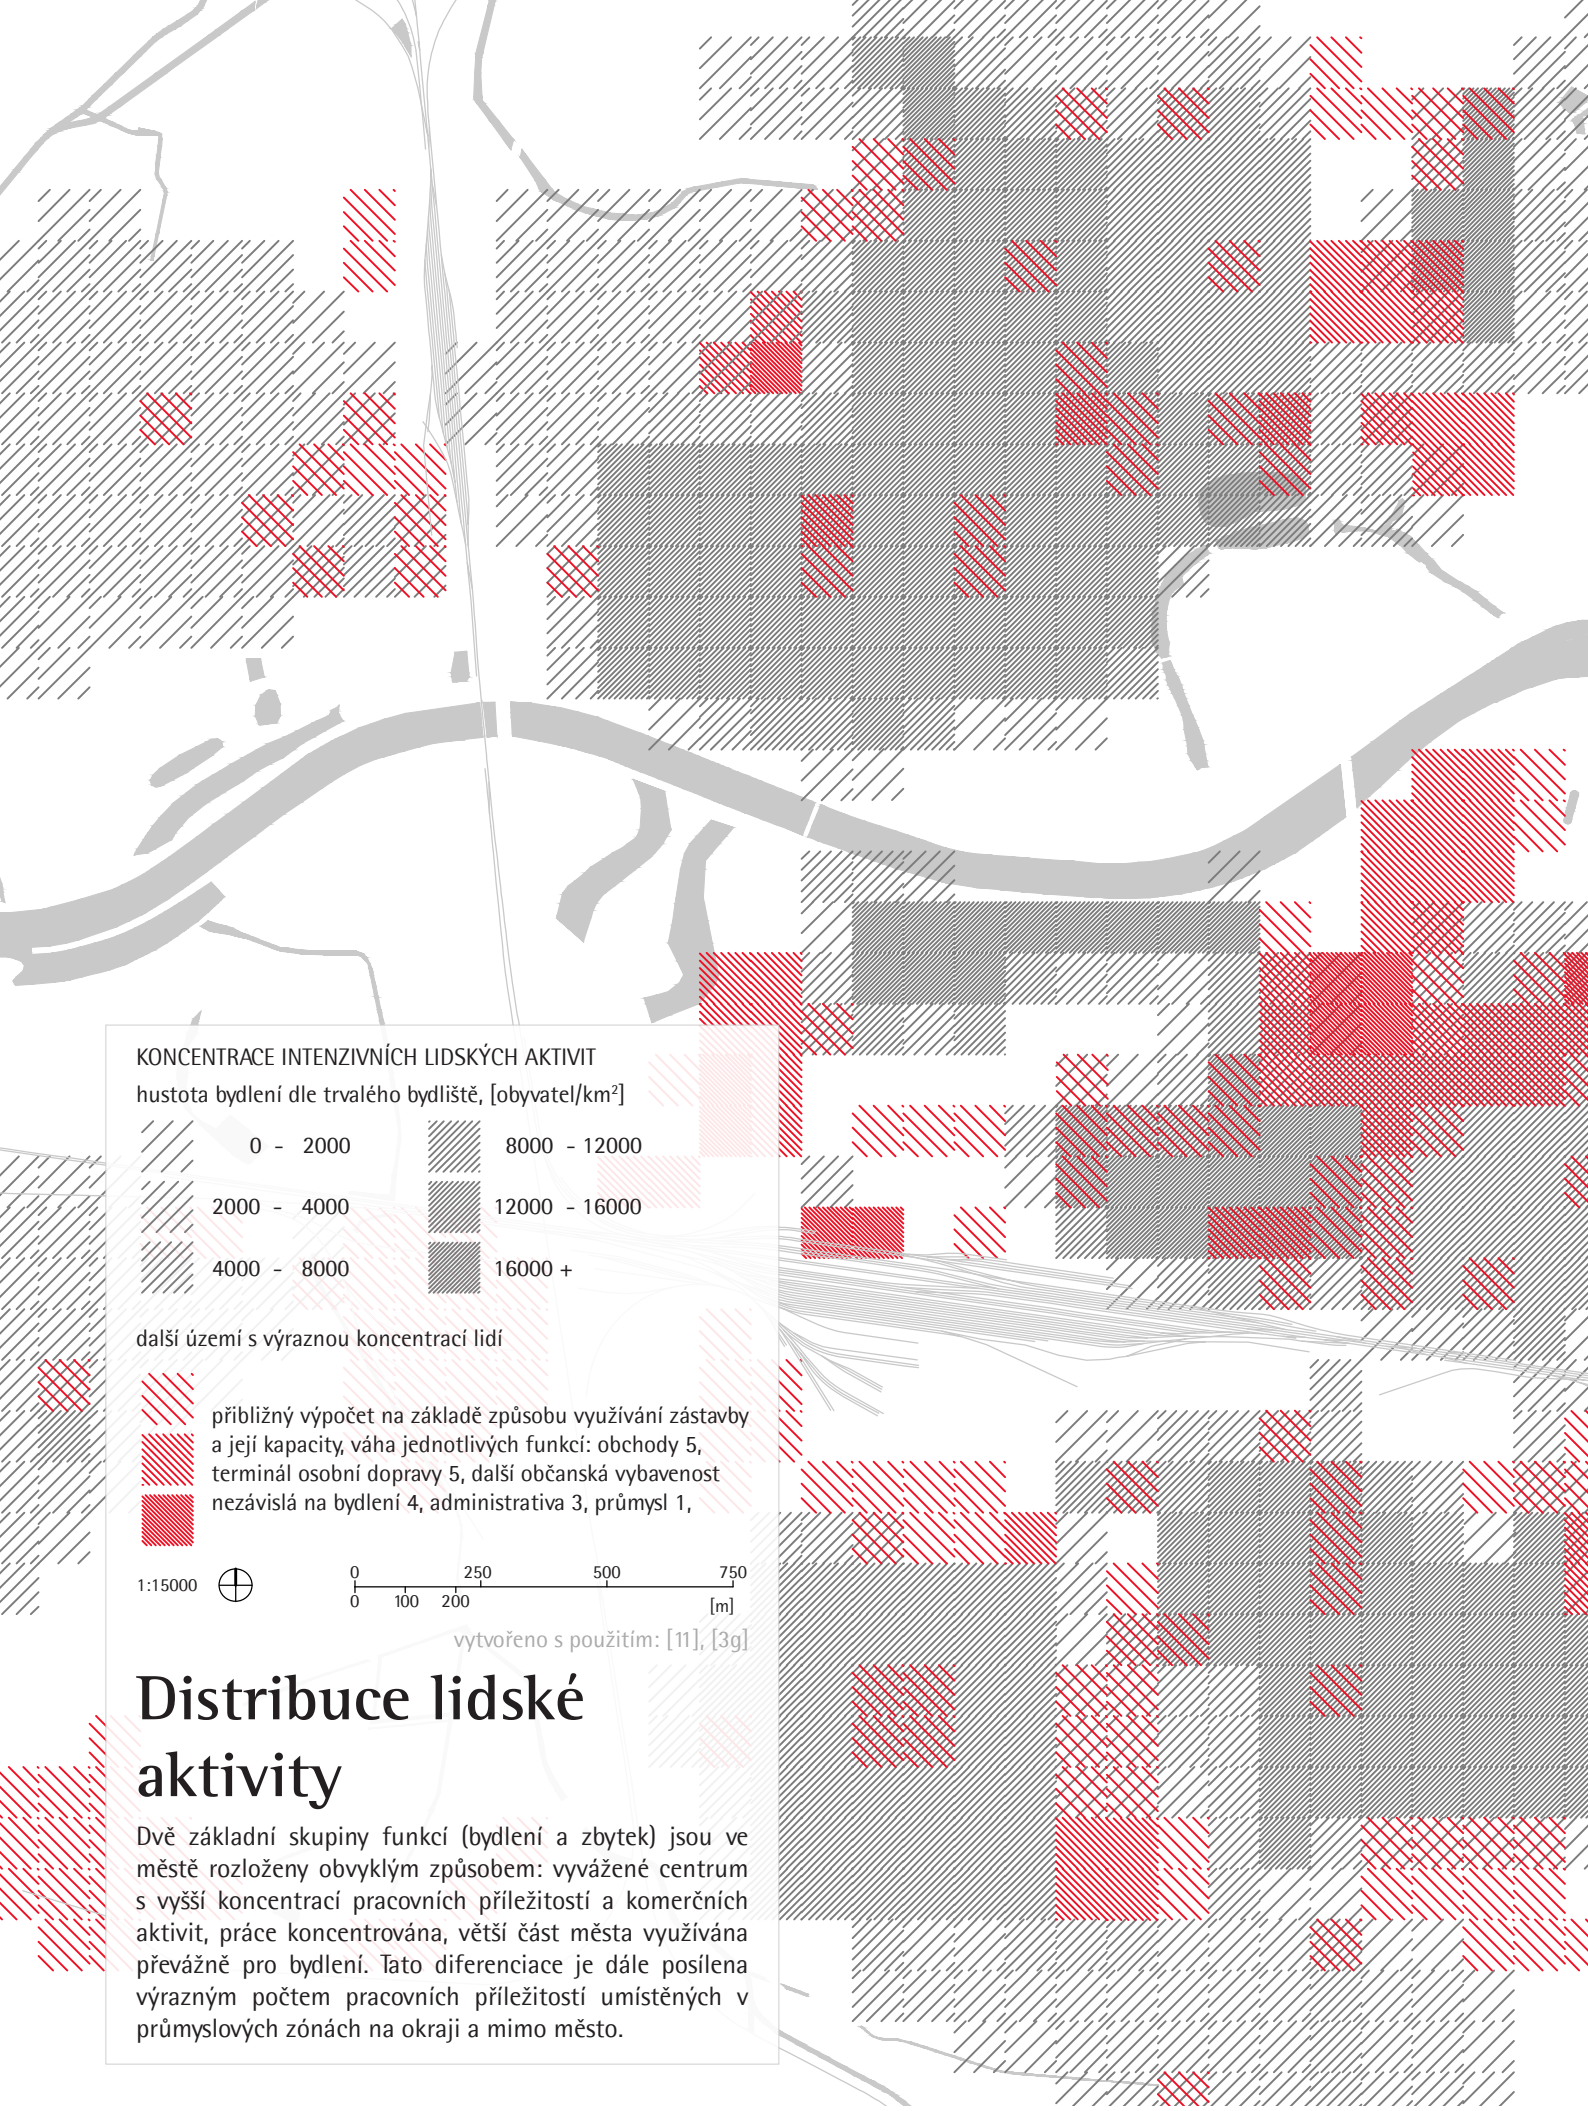 KONCENTRACE INTENZIVNÍCH LIDSKÝCH AKTIVIT
hustota bydlení dle trvalého bydliště, [obyvatel/km²]
0 - 2000
8000 - 12000
2000 - 4000
12000 - 16000
4000 - 8000
16000 +
další území s výraznou koncentrací lidí
přibližný výpočet na základě způsobu využívání zástavby
a její kapacity, váha jednotlivých funkcí: obchody 5,
terminál osobní dopravy 5, další občanská vybavenost
nezávislá na bydlení 4, administrativa 3, průmysl 1,
0 250 500 750
1:15000
0 100 200 [m]
vytvořeno s použitím: [11], [3g]
Distribuce lidské
aktivity
Dvě základní skupiny funkcí (bydlení a zbytek) jsou ve
městě rozloženy obvyklým způsobem: vyvážené centrum
s vyšší koncentrací pracovních příležitostí a komerčních
aktivit, práce koncentrována, větší část města využívána
převážně pro bydlení. Tato diferenciace je dále posílena
výrazným počtem pracovních příležitostí umístěných v
průmyslových zónách na okraji a mimo město.